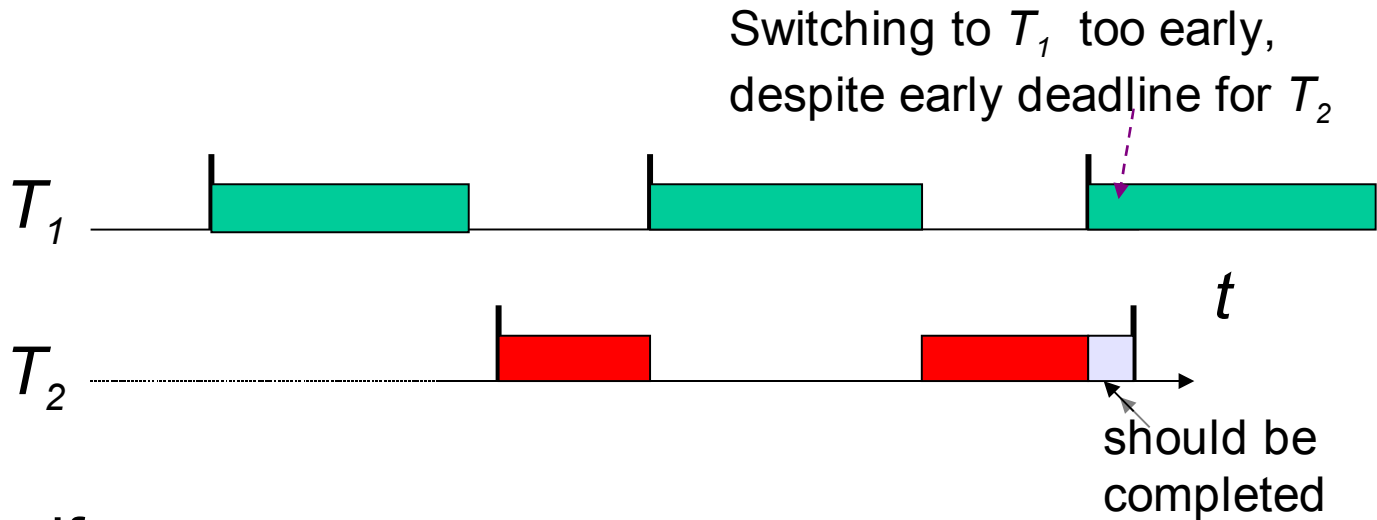 Switching to T1 too early,
despite early deadline for T2
T1
t
T2
should be
completed